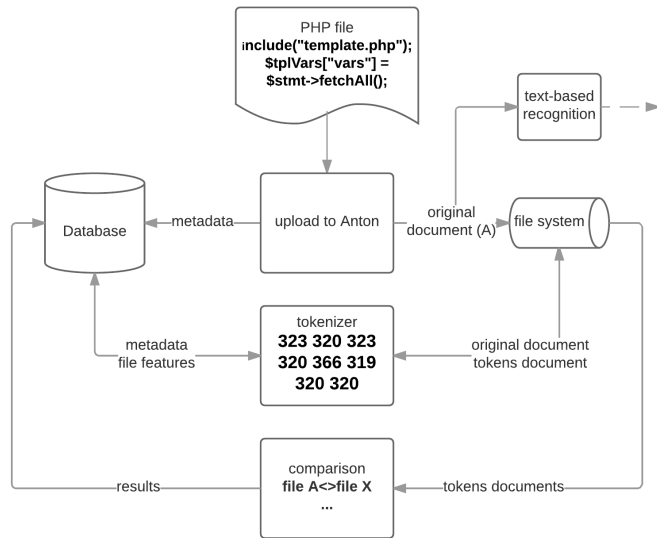 PHP file
include("template.php");
$tplVars["vars"] =
$stmt->fetchAll();
text-based
recognition
Database
metadata
upload to Anton
original
document (A)
file system
metadata
file features
tokenizer
323 320 323
320 366 319
320 320
original document
tokens document
results
comparison
file A<>file X
...
tokens documents